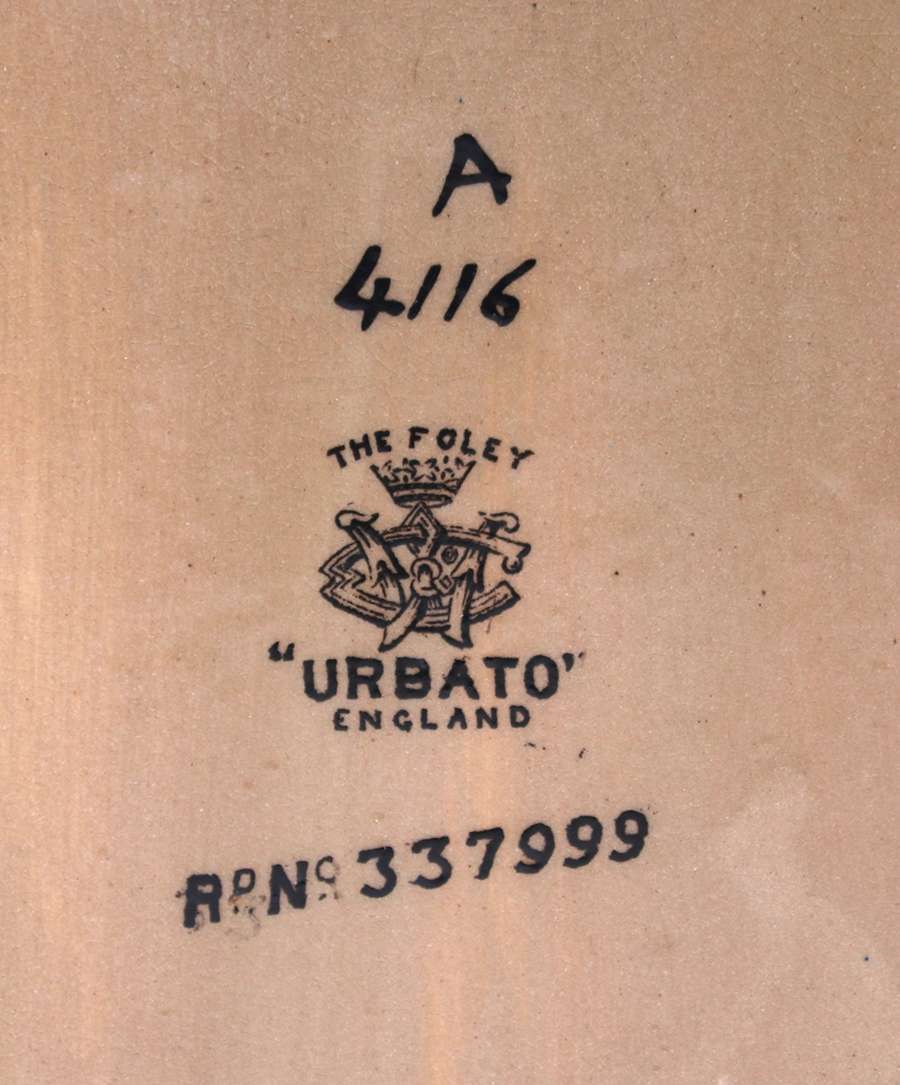 A
4116
THE FOLEY
"URBATO"
ENGLAND
RD No 337999